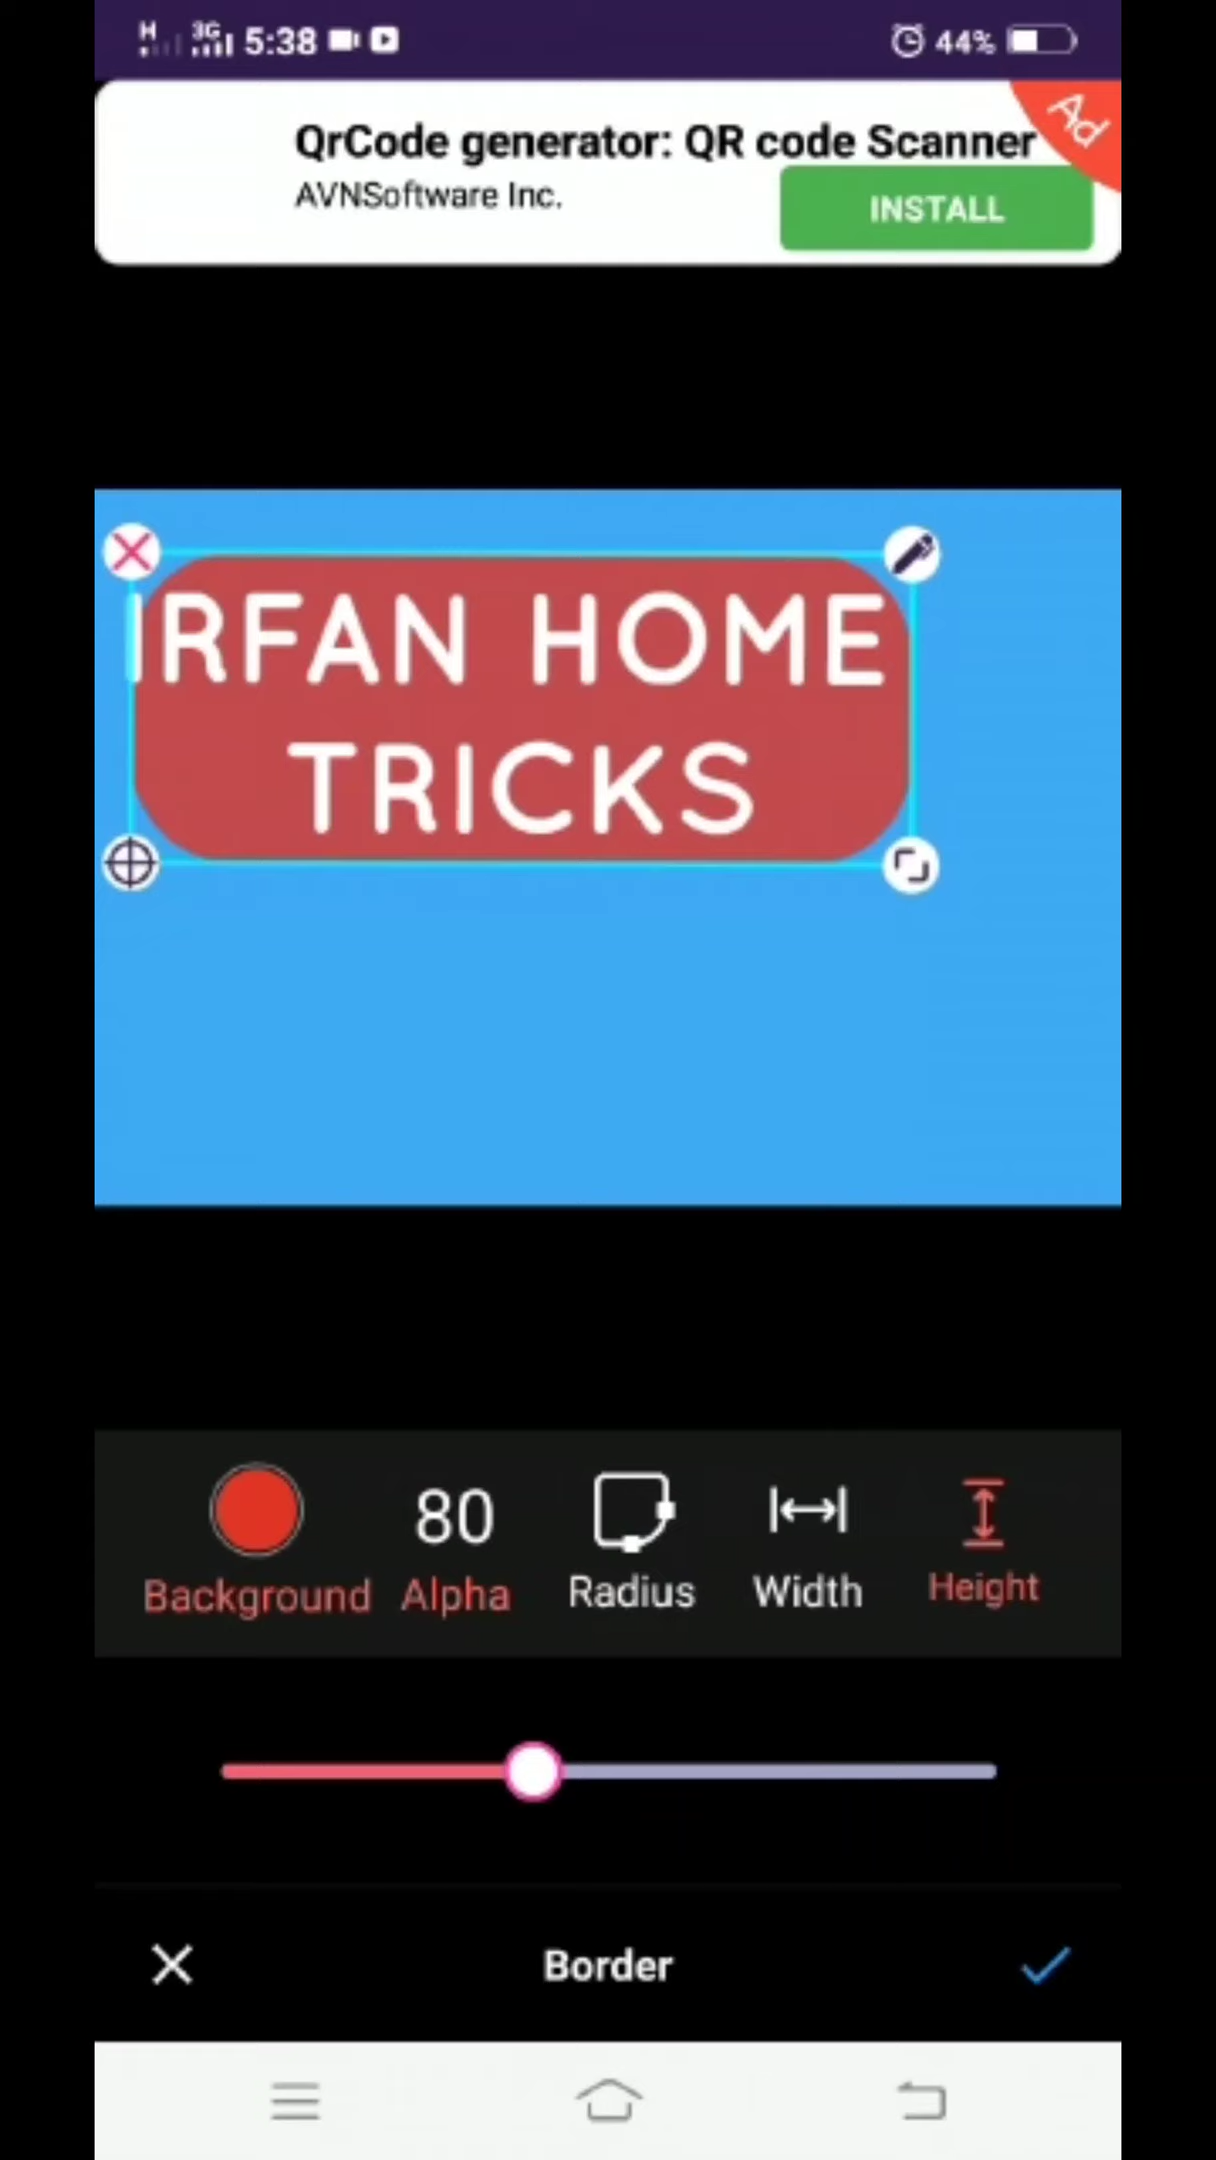 H 3G 5:38 44%
QrCode generator: QR code Scanner
Ad
AVNSoftware Inc.
INSTALL
IRFAN HOME
TRICKS
80
Background Alpha Radius Width Height
Border